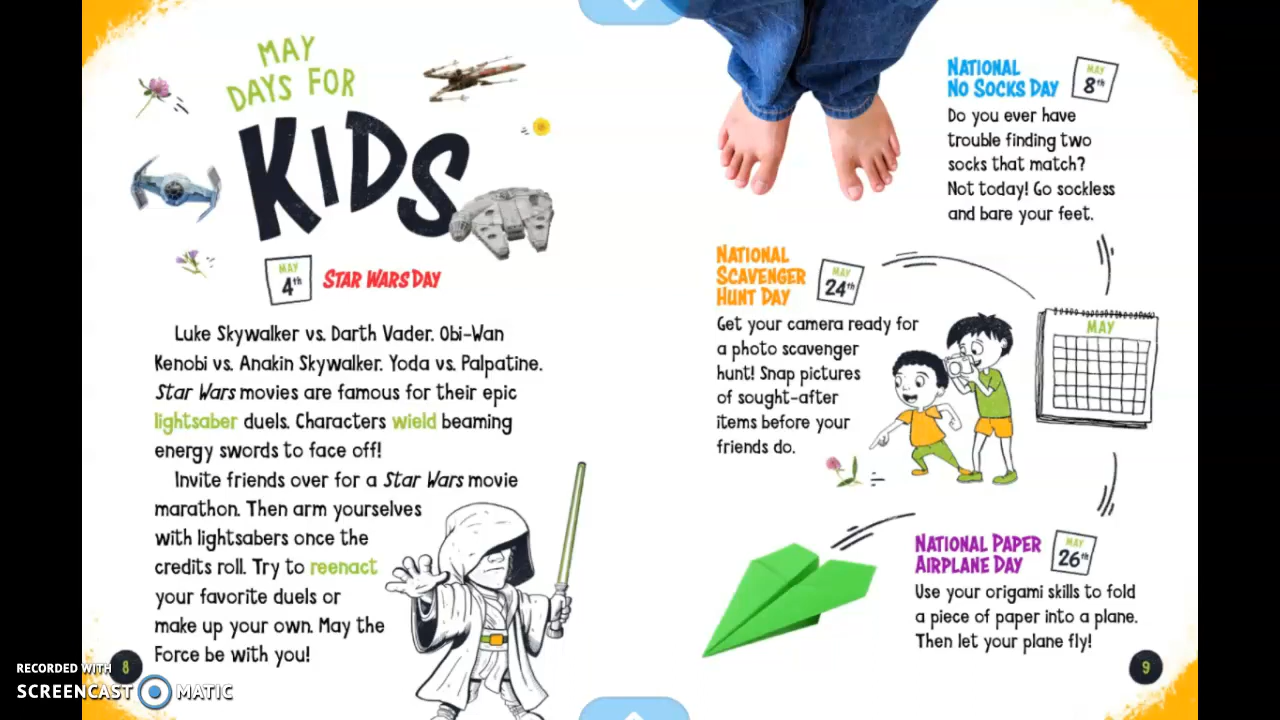 MAY
DAYS FOR
KIDS
MAY
4th
STAR WARS DAY
Luke Skywalker vs. Darth Vader. Obi-Wan
Kenobi vs. Anakin Skywalker. Yoda vs. Palpatine.
Star Wars movies are famous for their epic
lightsaber duels. Characters wield beaming
energy swords to face off!
Invite friends over for a Star Wars movie
marathon. Then arm yourselves
with lightsabers once the
credits roll. Try to reenact
your favorite duels or
make up your own. May the
Force be with you!
8
NATIONAL
NO SOCKS DAY
MAY
8th
Do you ever have
trouble finding two
socks that match?
Not today! Go sockless
and bare your feet.
NATIONAL
SCAVENGER
HUNT DAY
MAY
24th
Get your camera ready for
a photo scavenger
hunt! Snap pictures
of sought-after
items before your
friends do.
MAY
NATIONAL PAPER
AIRPLANE DAY
MAY
26th
Use your origami skills to fold
a piece of paper into a plane.
Then let your plane fly!
9
RECORDED WITH
SCREENCAST MATIC